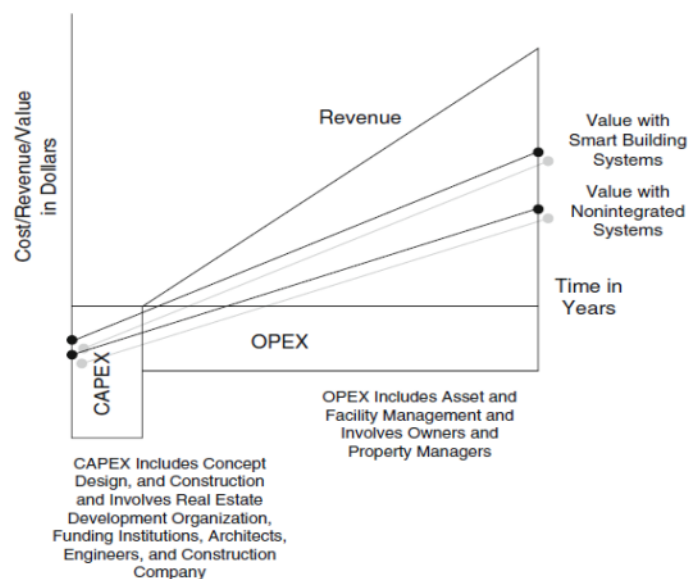 Cost/Revenue/Value
in Dollars
Revenue
Value with
Smart Building
Systems
Value with
Nonintegrated
Systems
Time in
Years
OPEX
CAPEX
OPEX Includes Asset and
Facility Management and
Involves Owners and
Property Managers
CAPEX Includes Concept
Design, and Construction
and Involves Real Estate
Development Organization,
Funding Institutions, Architects,
Engineers, and Construction
Company